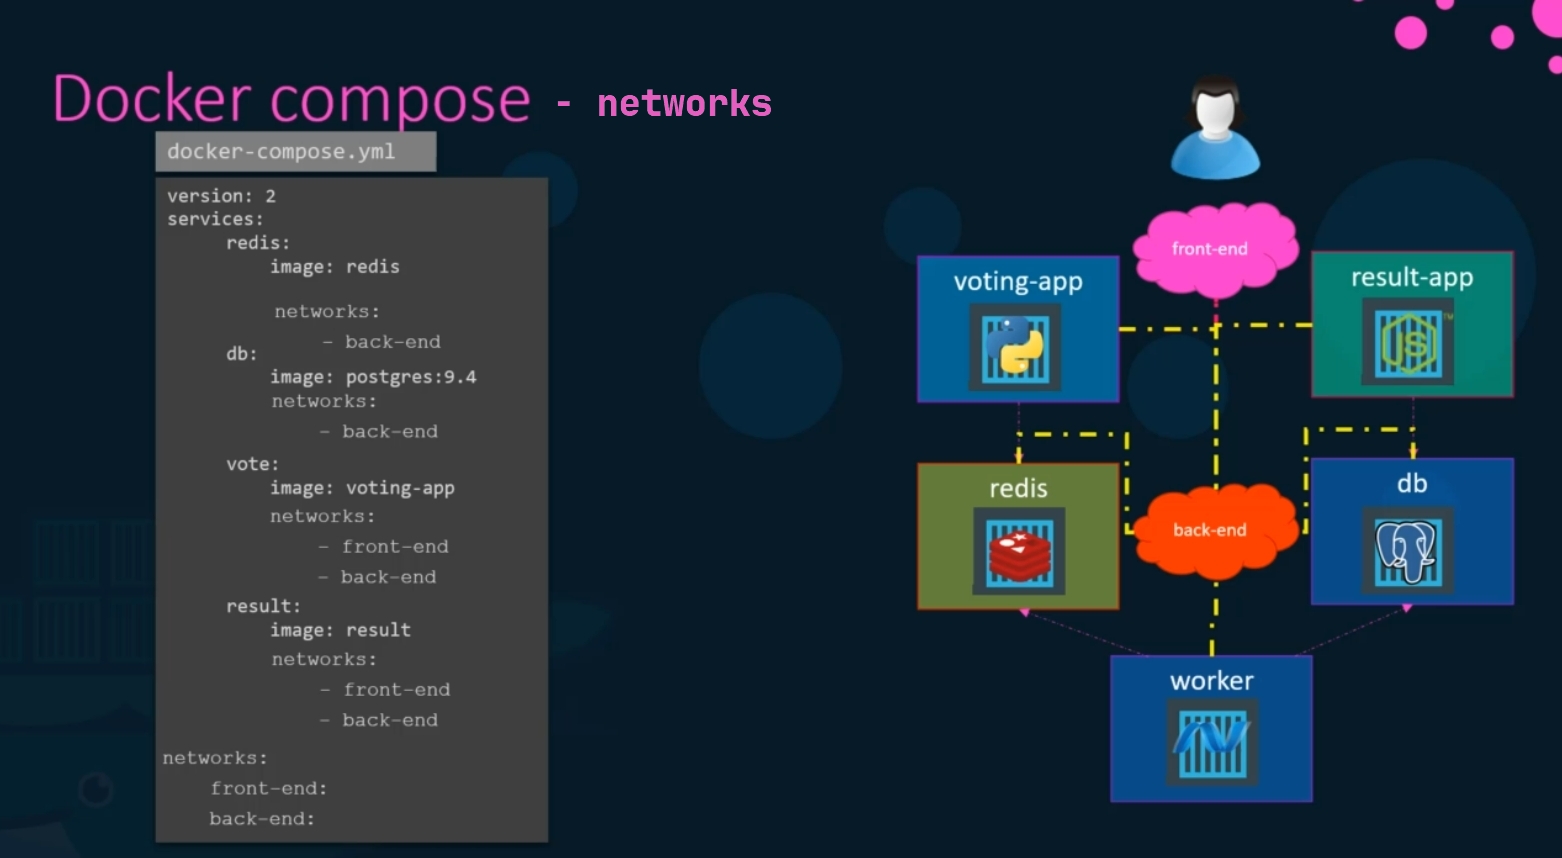 Docker compose - networks
docker-compose.yml
version: 2
services:
redis:
image: redis
networks:
- back-end
db:
image: postgres:9.4
networks:
- back-end
vote:
image: voting-app
networks:
- front-end
- back-end
result:
image: result
networks:
- front-end
- back-end
networks:
front-end:
back-end:
front-end
voting-app
result-app
JS
TM
redis
db
back-end
worker